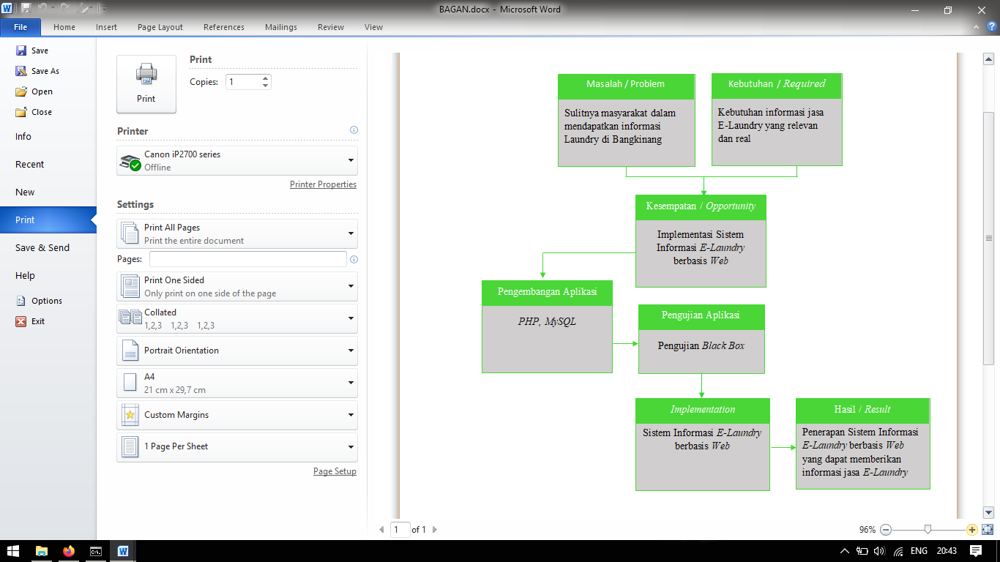 BAGAN.docx - Microsoft Word
File
Home
Insert
Page Layout
References
Mailings
Review
View
Save
Save As
Open
Close
Info
Recent
New
Print
Save & Send
Help
Options
Exit
Print
Print
Copies: 1
Printer
Canon iP2700 series
Offline
Printer Properties
Settings
Print All Pages
Print the entire document
Pages:
Print One Sided
Only print on one side of the page
Collated
1,2,3 1,2,3 1,2,3
Portrait Orientation
A4
21 cm x 29,7 cm
Custom Margins
1 Page Per Sheet
Page Setup
Masalah / Problem
Sulitnya masyarakat dalam
mendapatkan informasi
Laundry di Bangkinang
Kebutuhan / Required
Kebutuhan informasi jasa
E-Laundry yang relevan
dan real
Kesempatan / Opportunity
Implementasi Sistem
Informasi E-Laundry
berbasis Web
Pengembangan Aplikasi
PHP, MySQL
Pengujian Aplikasi
Pengujian Black Box
Implementation
Sistem Informasi E-Laundry
berbasis Web
Hasil / Result
Penerapan Sistem Informasi
E-Laundry berbasis Web
yang dapat memberikan
informasi jasa E-Laundry
1 of 1
96%
ENG
20:43